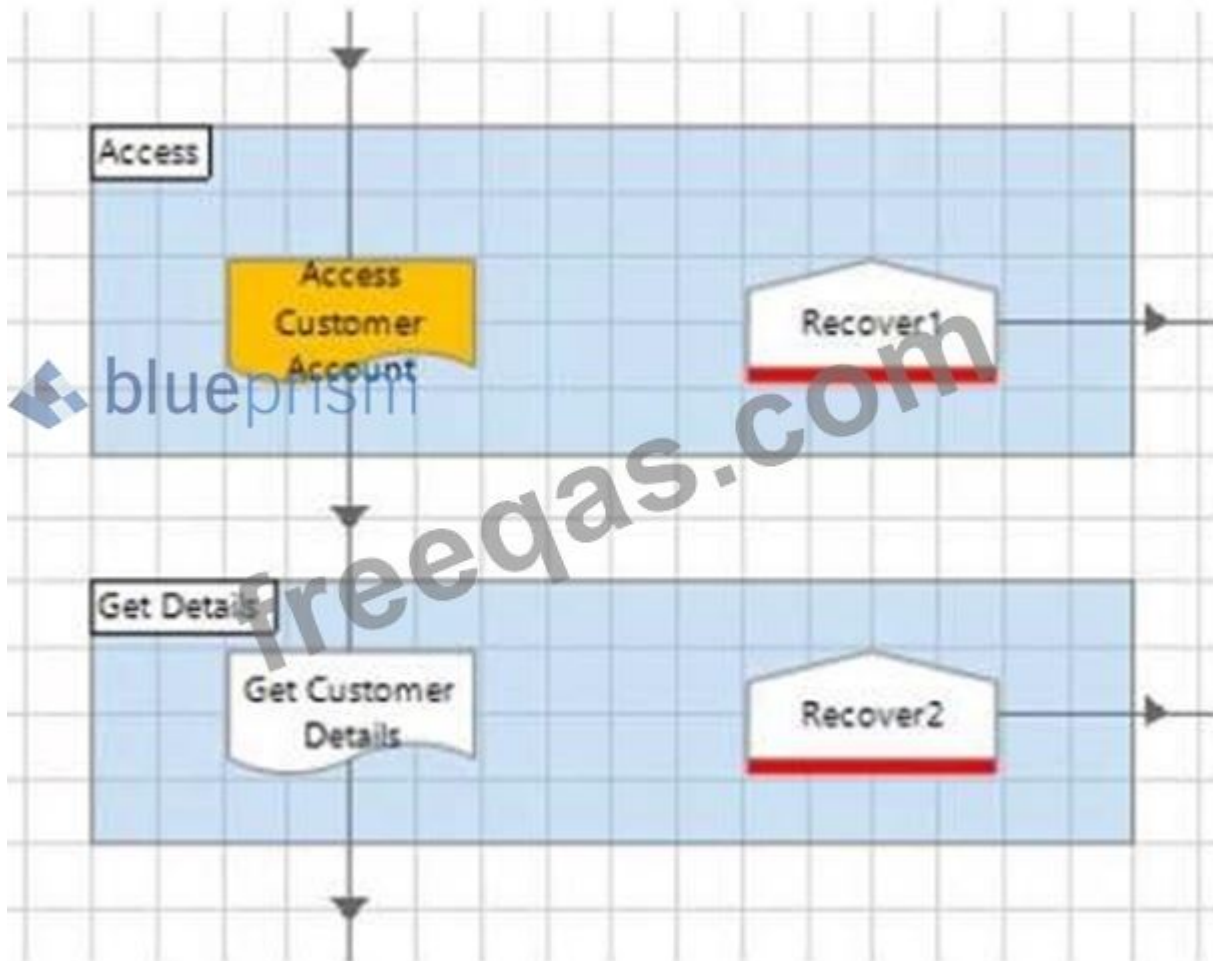 Access
Access
Customer
Account
Recover1
blueprism
freeqas.com
Get Details
Get Customer
Details
Recover2